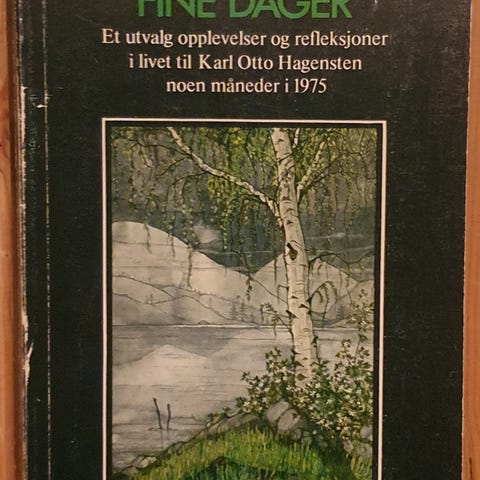 FINE DAGER
Et utvalg opplevelser og refleksjoner
i livet til Karl Otto Hagensten
noen måneder i 1975